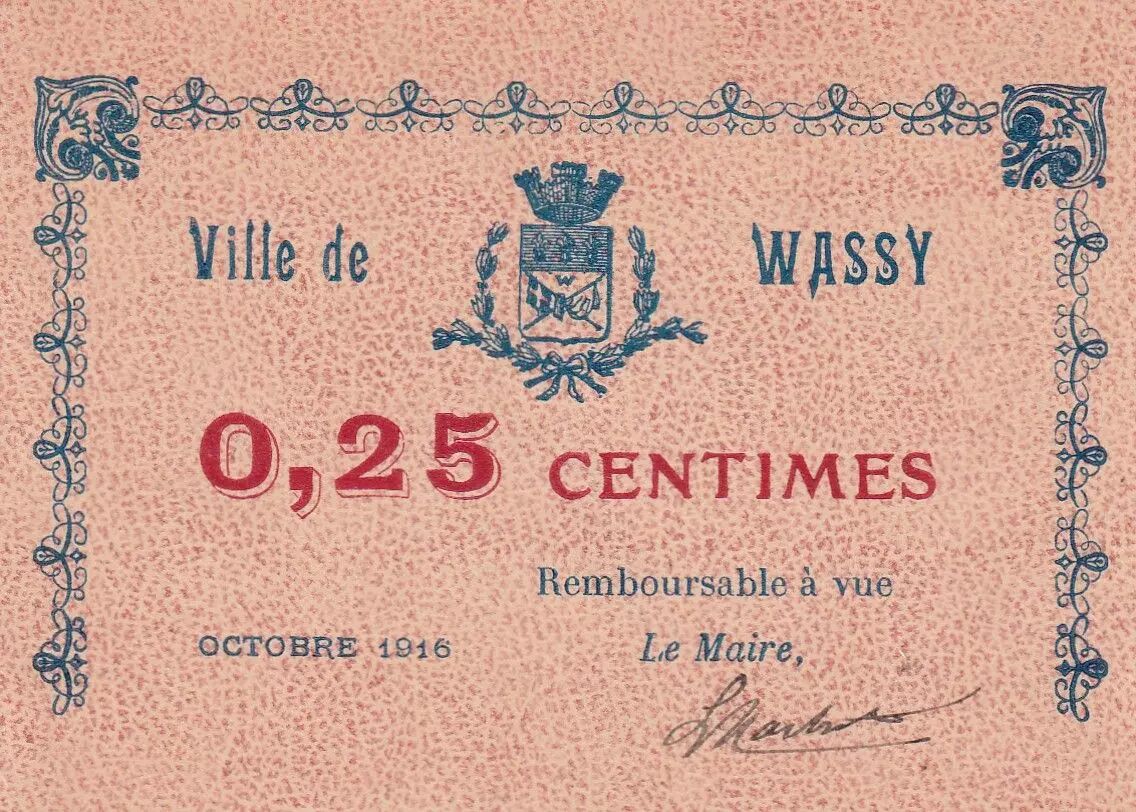 Ville de WASSY
W
0,25 CENTIMES
Remboursable à vue
OCTOBRE 1916 Le Maire,